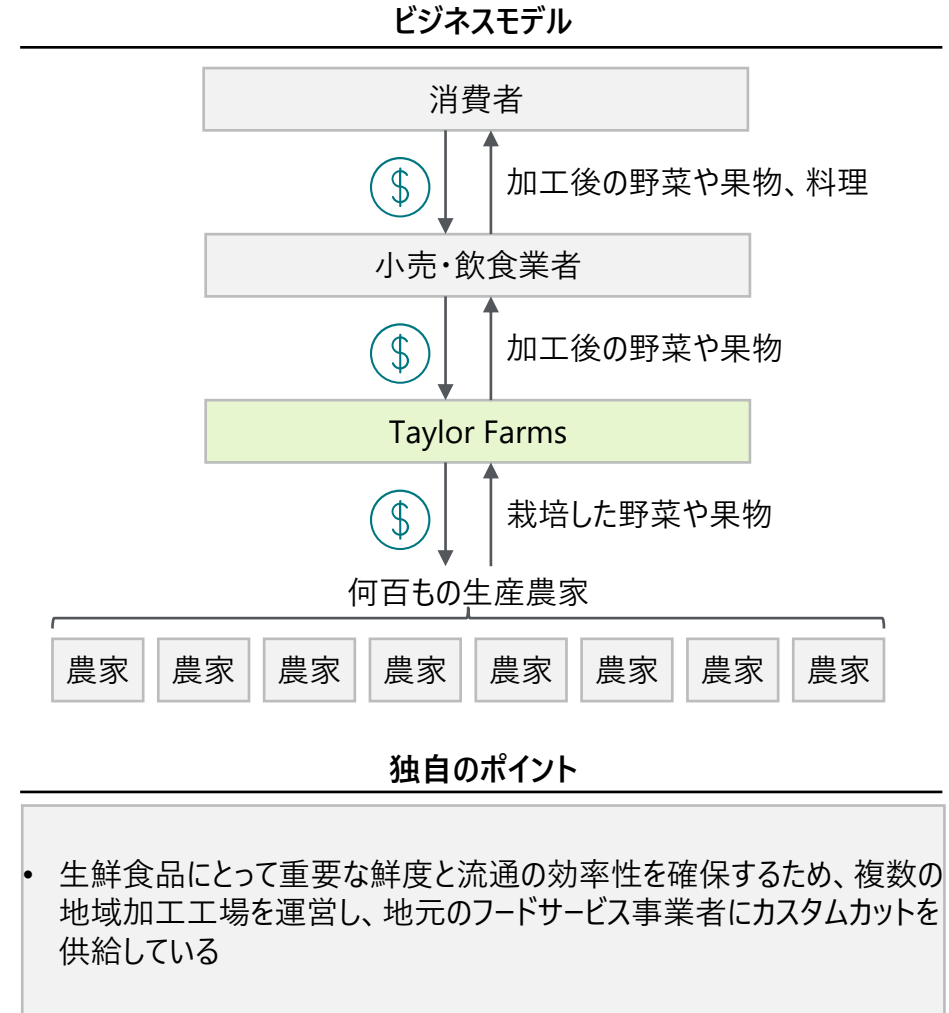 ビジネスモデル
消費者
$
加工後の野菜や果物、料理
小売・飲食業者
$
加工後の野菜や果物
Taylor Farms
$
栽培した野菜や果物
何百もの生産農家
農家 農家 農家 農家 農家 農家 農家 農家
独自のポイント
• 生鮮食品にとって重要な鮮度と流通の効率性を確保するため、複数の
地域加工工場を運営し、地元のフードサービス事業者にカスタムカットを
供給している